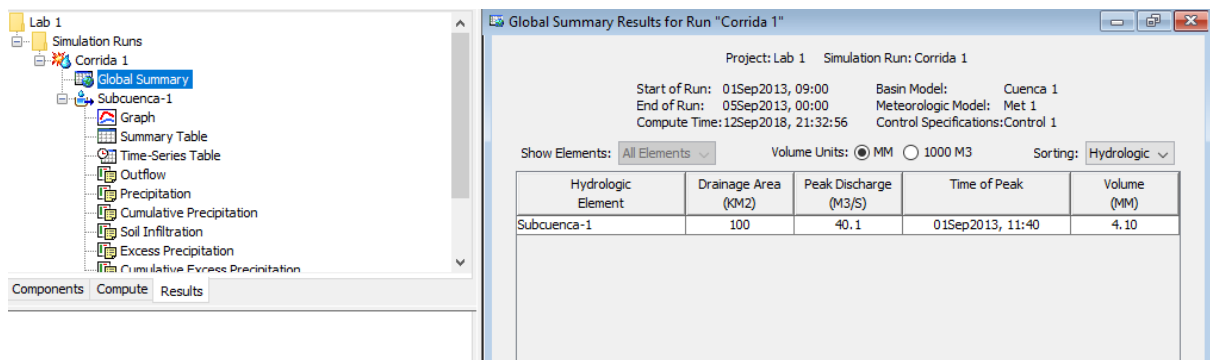 Lab 1
Simulation Runs
Corrida 1
Global Summary
Subcuenca-1
Graph
Summary Table
Time-Series Table
Outflow
Precipitation
Cumulative Precipitation
Soil Infiltration
Excess Precipitation
Cumulative Excess Precipitation
Components Compute Results
Global Summary Results for Run "Corrida 1"
Project: Lab 1 Simulation Run: Corrida 1
Start of Run: 01Sep2013, 09:00 Basin Model: Cuenca 1
End of Run: 05Sep2013, 00:00 Meteorologic Model: Met 1
Compute Time:12Sep2018, 21:32:56 Control Specifications:Control 1
Show Elements: All Elements Volume Units: MM 1000 M3 Sorting: Hydrologic
Hydrologic Drainage Area Peak Discharge Time of Peak Volume
Element (KM2) (M3/S) (MM)
Subcuenca-1 100 40.1 01Sep2013, 11:40 4.10